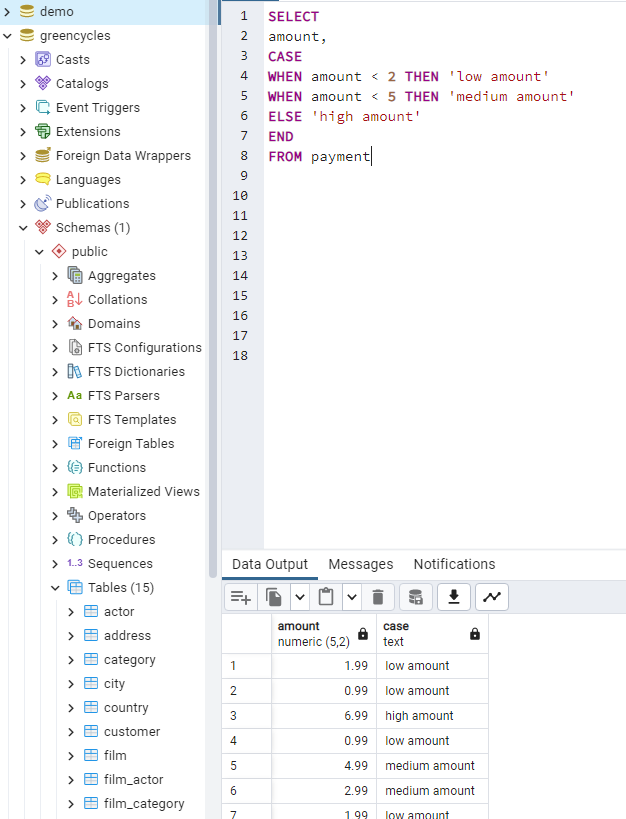 demo
greencycles
Casts
Catalogs
Event Triggers
Extensions
Foreign Data Wrappers
Languages
Publications
Schemas (1)
public
Aggregates
Collations
Domains
FTS Configurations
FTS Dictionaries
Aa FTS Parsers
FTS Templates
Foreign Tables
Functions
Materialized Views
Operators
Procedures
1..3 Sequences
Tables (15)
actor
address
category
city
country
customer
film
film_actor
film_category
1 SELECT
2 amount,
3 CASE
4 WHEN amount < 2 THEN 'low amount'
5 WHEN amount < 5 THEN 'medium amount'
6 ELSE 'high amount'
7 END
8 FROM payment
9
10
11
12
13
14
15
16
17
18
Data Output Messages Notifications
amount case
numeric (5,2) text
1 1.99 low amount
2 0.99 low amount
3 6.99 high amount
4 0.99 low amount
5 4.99 medium amount
6 2.99 medium amount
7 1.99 low amount